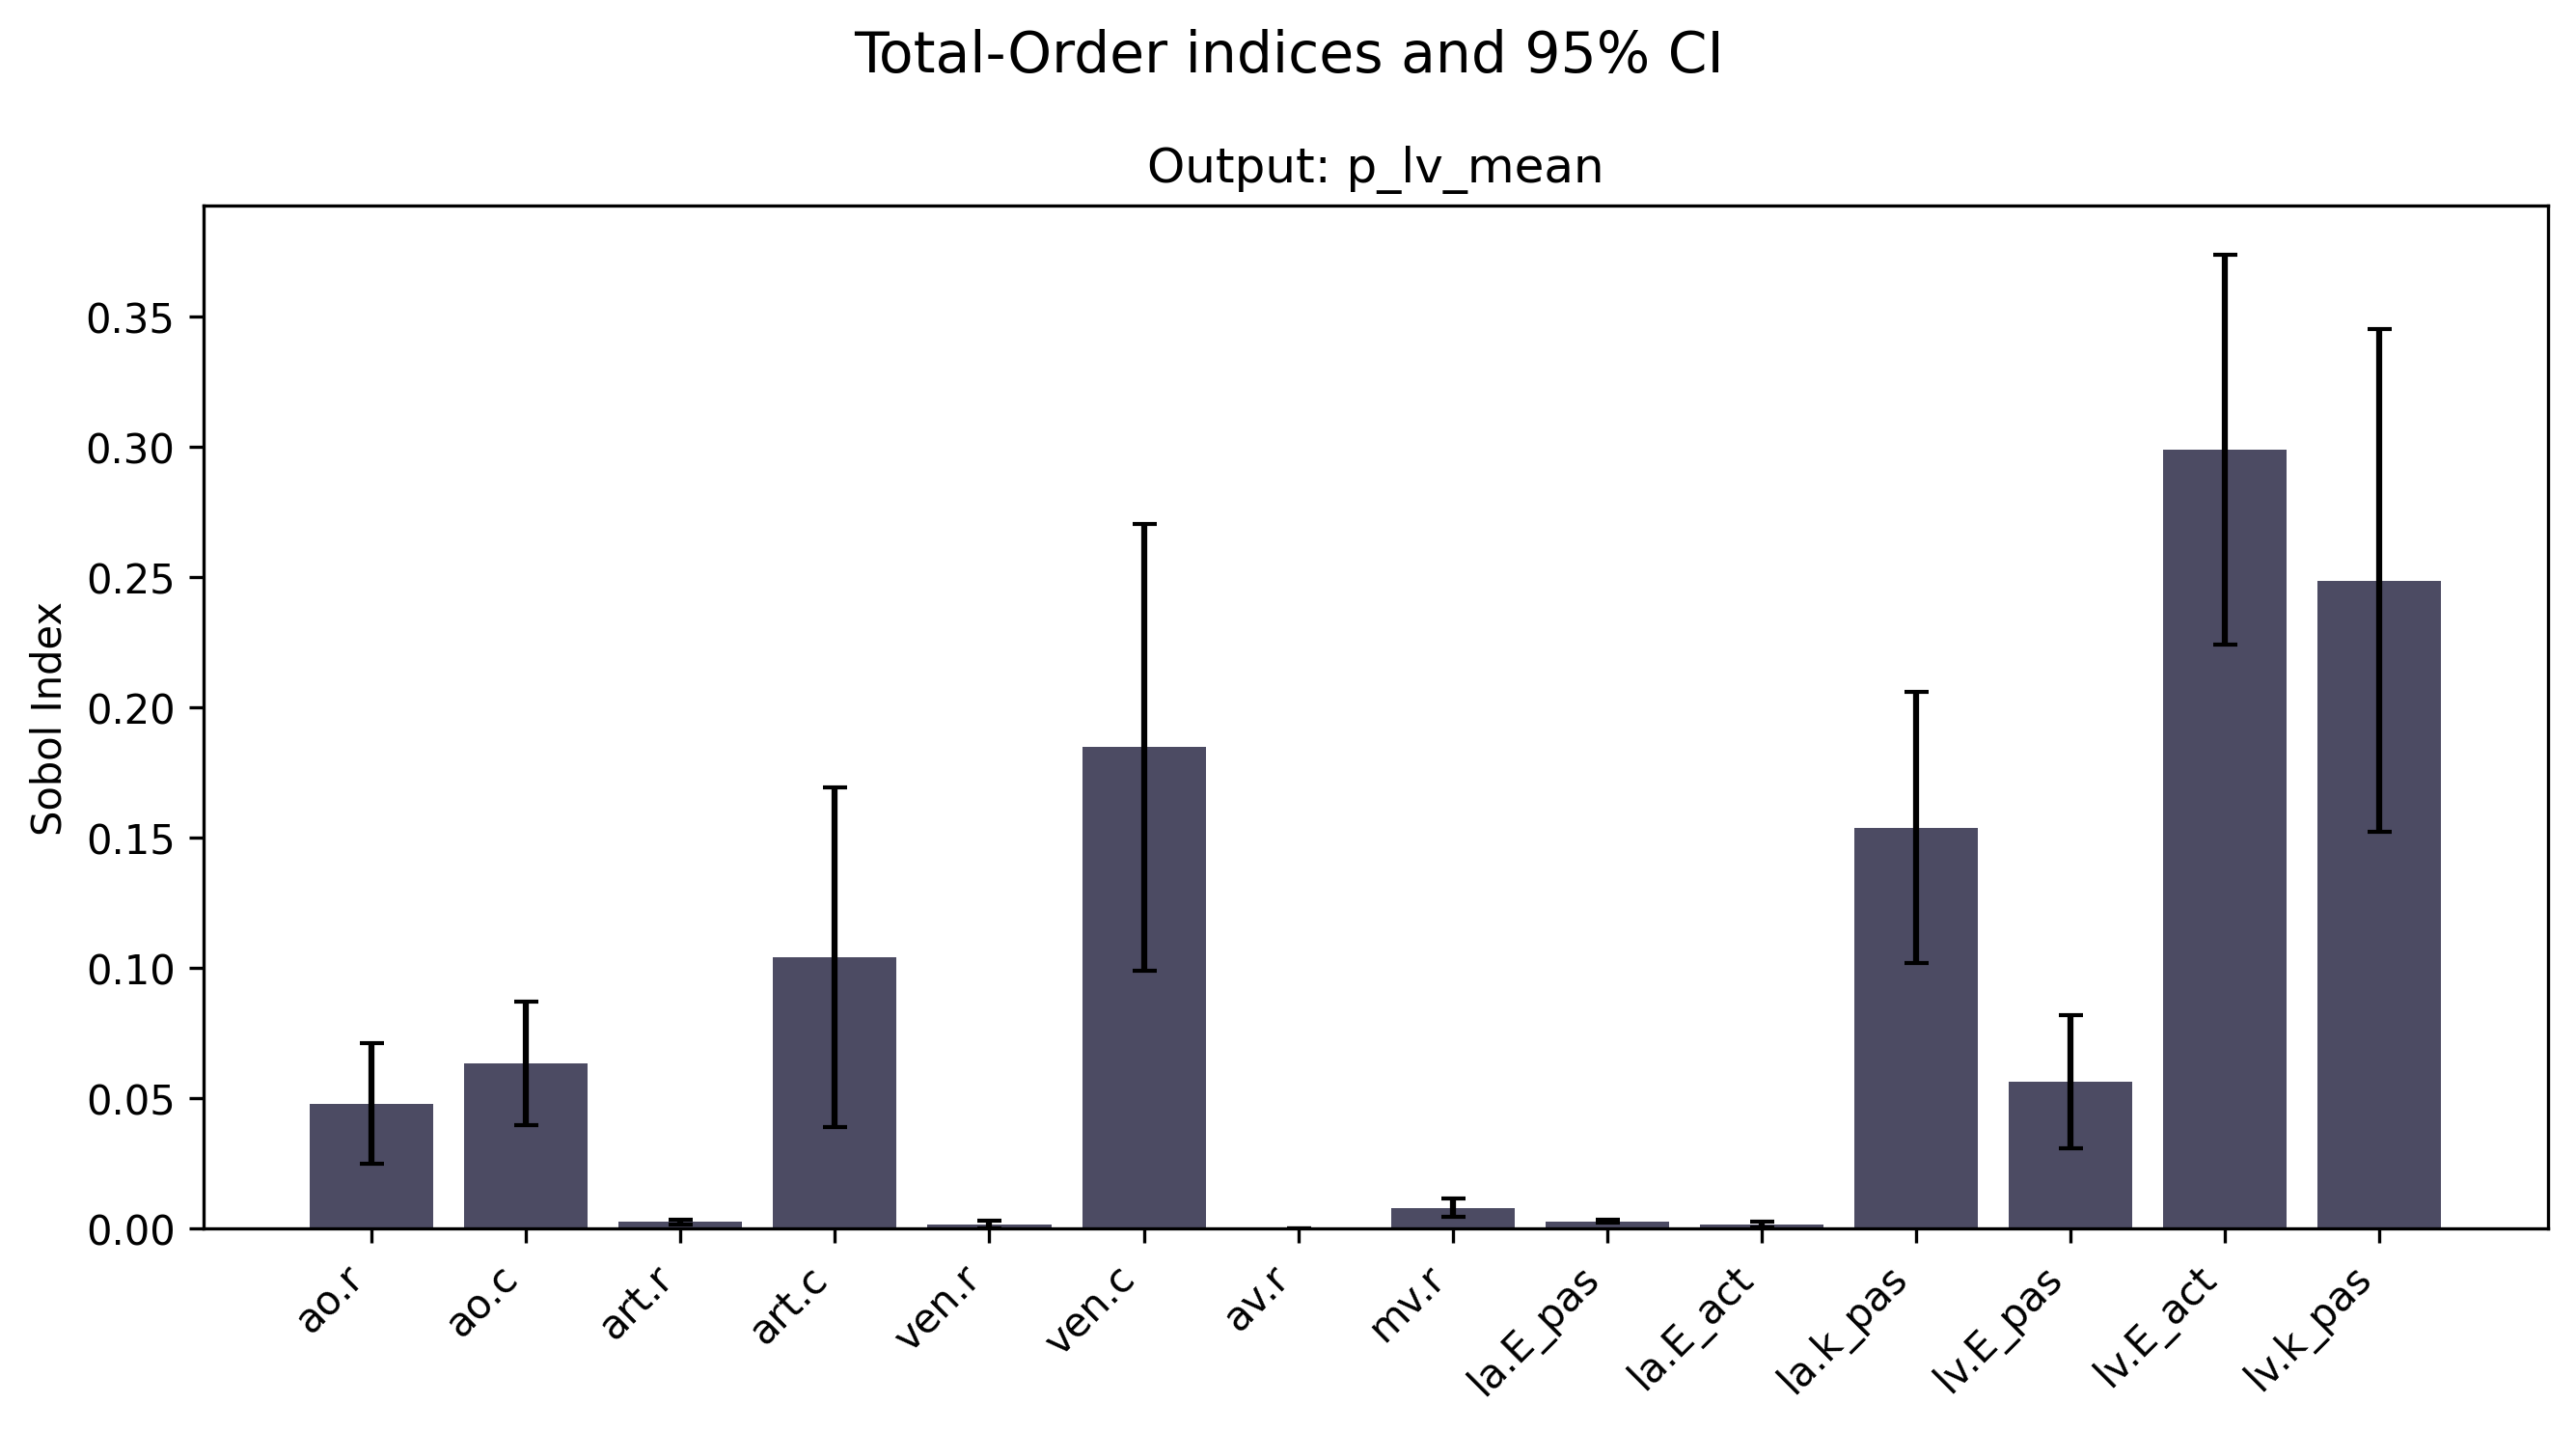 Total-Order indices and 95% CI
Output: p_lv_mean
Sobol Index
0.35
0.30
0.25
0.20
0.15
0.10
0.05
0.00
ao.r
ao.c
art.r
art.c
ven.r
ven.c
av.r
mv.r
la.E_pas
la.E_act
la.k_pas
lv.E_pas
lv.E_act
lv.k_pas